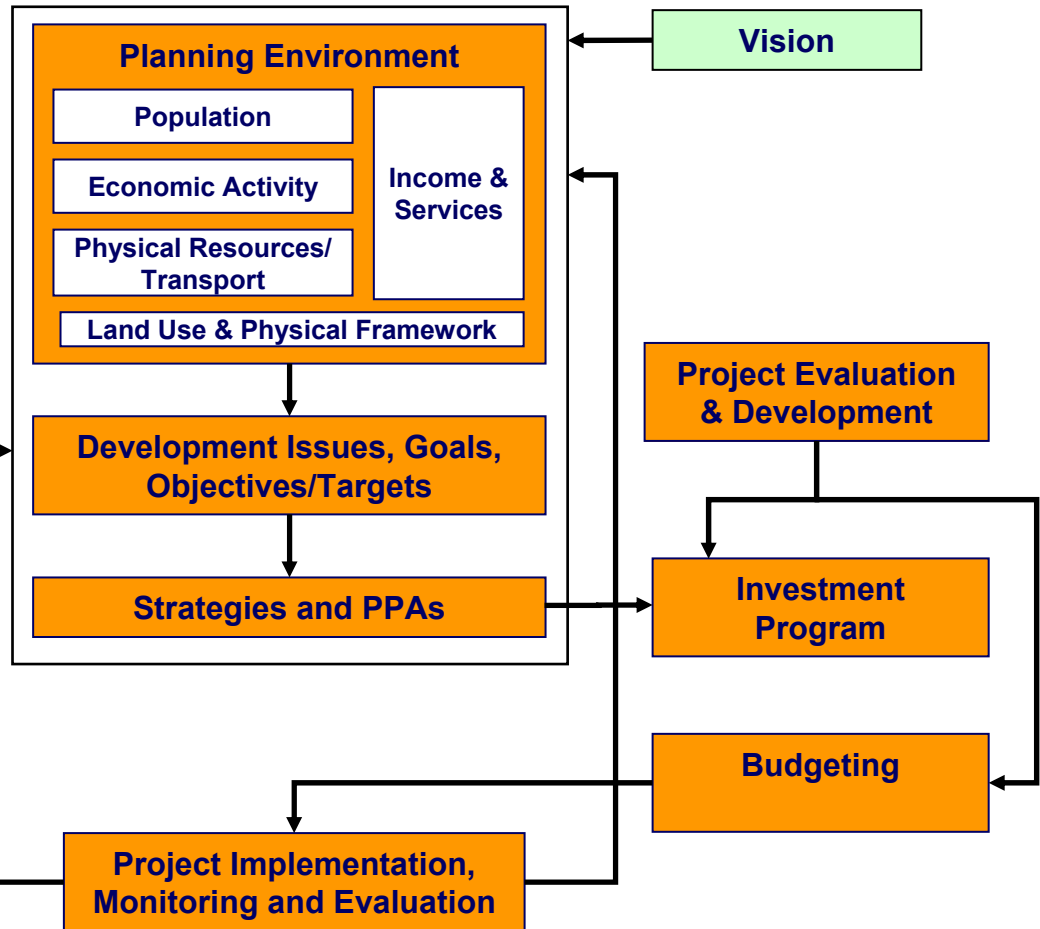 Planning Environment
Population
Economic Activity
Physical Resources/
Transport
Income &
Services
Land Use & Physical Framework
Development Issues, Goals,
Objectives/Targets
Strategies and PPAs
Vision
Project Evaluation
& Development
Investment
Program
Budgeting
Project Implementation,
Monitoring and Evaluation